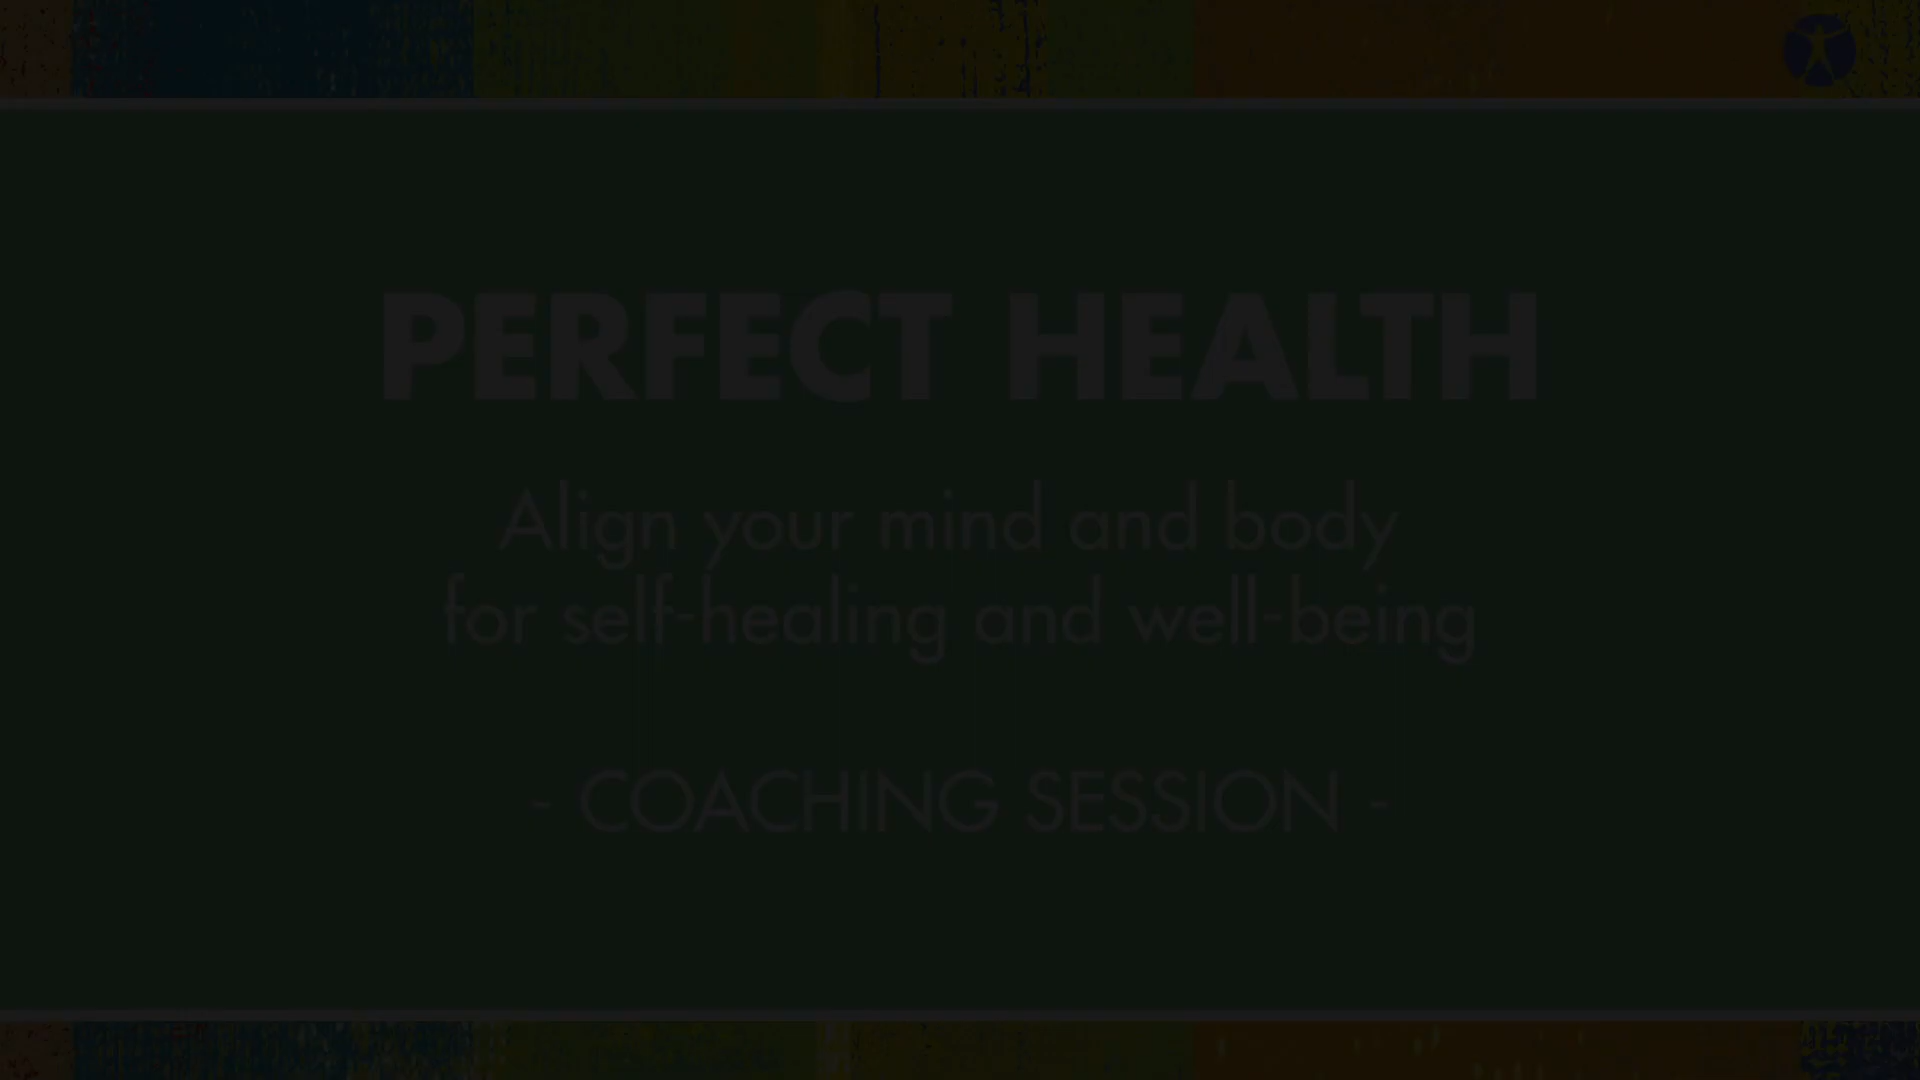 PERFECT HEALTH
Align your mind and body
for self-healing and well-being
- COACHING SESSION -